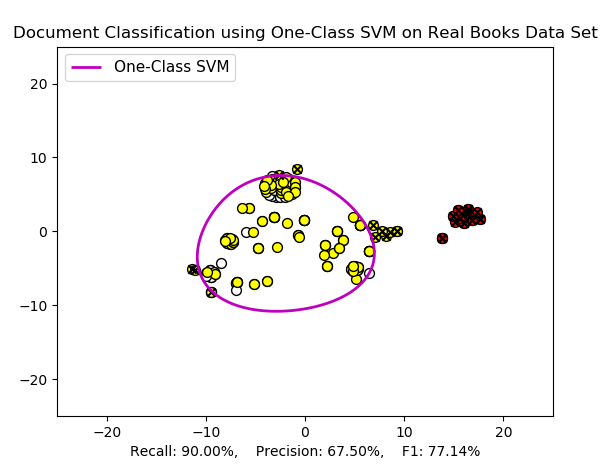 Document Classification using One-Class SVM on Real Books Data Set
One-Class SVM
20
10
0
−10
−20
−20 −10 0 10 20
Recall: 90.00%, Precision: 67.50%, F1: 77.14%